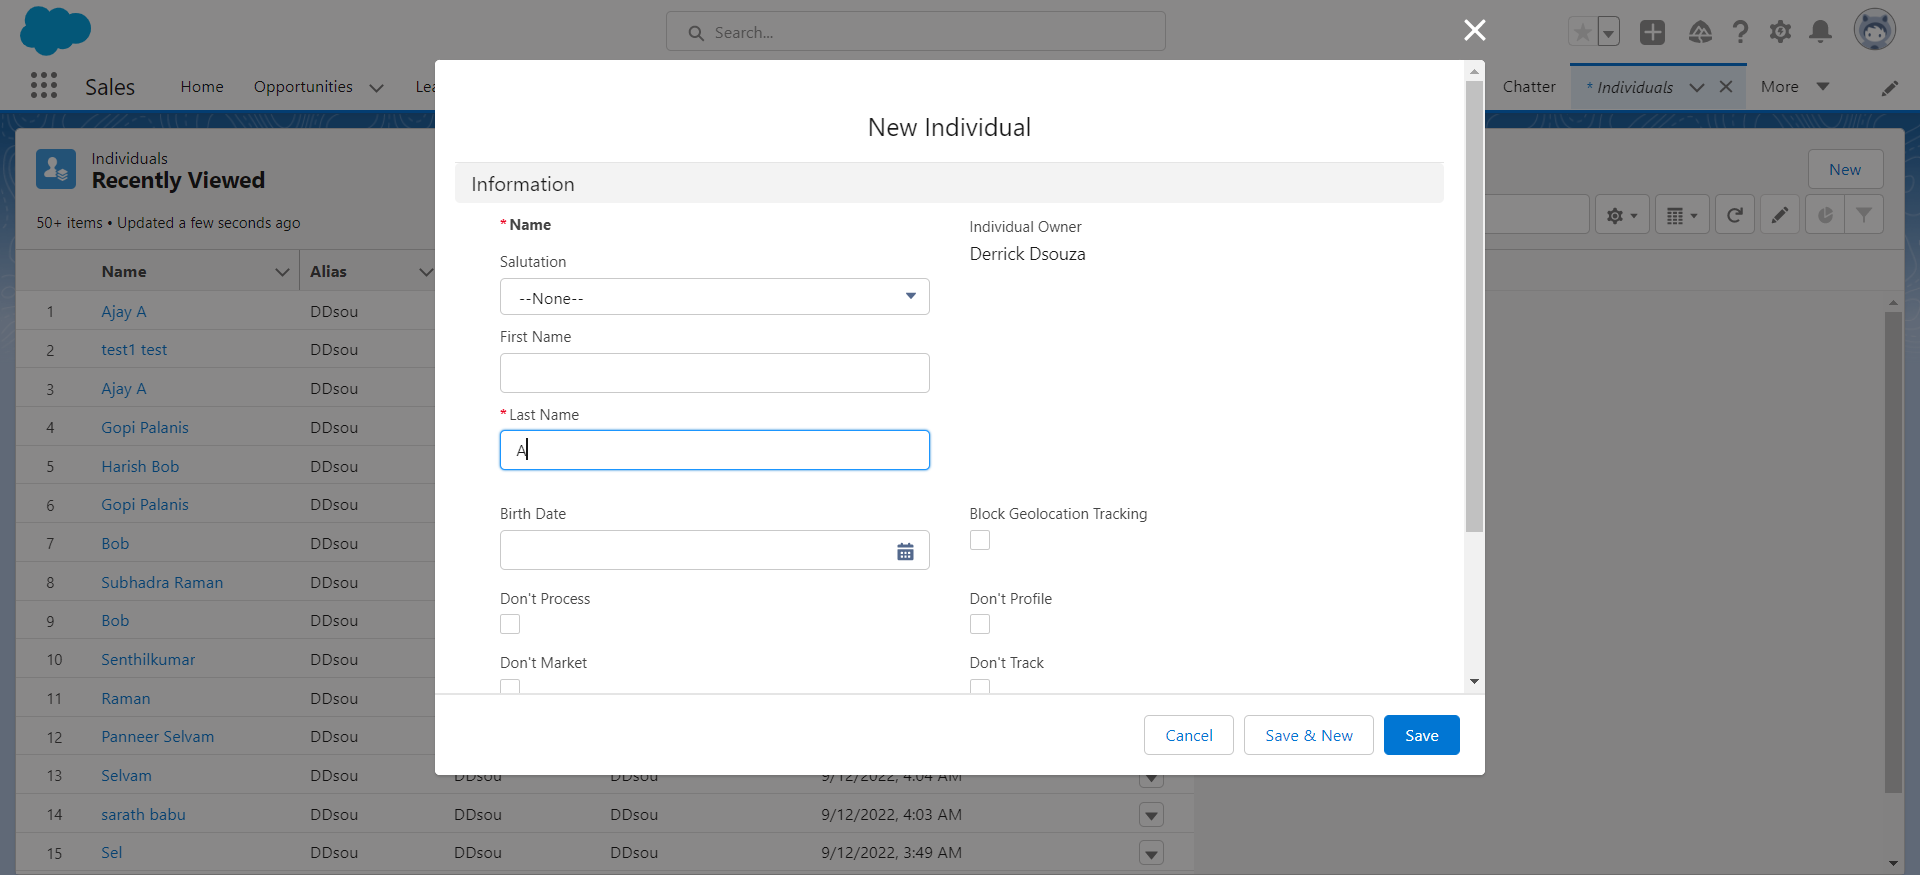 Search...
Sales
Home
Opportunities
Chatter
* Individuals
More
Individuals
Recently Viewed
50+ items • Updated a few seconds ago
New
Name
Alias
1 Ajay A DDsou
2 test1 test DDsou
3 Ajay A DDsou
4 Gopi Palanis DDsou
5 Harish Bob DDsou
6 Gopi Palanis DDsou
7 Bob DDsou
8 Subhadra Raman DDsou
9 Bob DDsou
10 Senthilkumar DDsou
11 Raman DDsou
12 Panneer Selvam DDsou
13 Selvam DDsou DDsou DDsou 9/12/2022, 4:04 AM
14 sarath babu DDsou DDsou DDsou 9/12/2022, 4:03 AM
15 Sel DDsou DDsou DDsou 9/12/2022, 3:49 AM
New Individual
Information
* Name
Individual Owner
Derrick Dsouza
Salutation
--None--
First Name
* Last Name
A
Birth Date
Block Geolocation Tracking
Don't Process
Don't Profile
Don't Market
Don't Track
Cancel
Save & New
Save